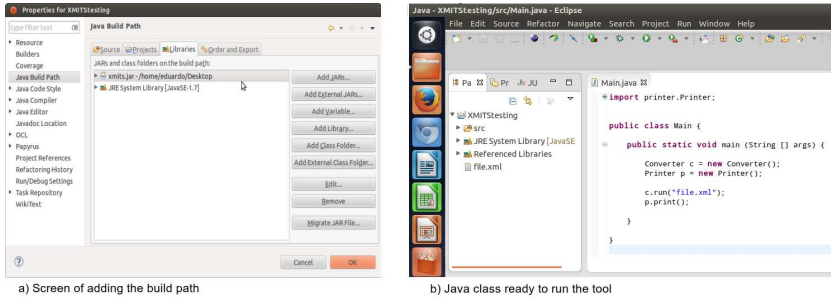 Properties for XMITStesting
type filter text
Resource
Builders
Coverage
Java Build Path
Java Code Style
Java Compiler
Java Editor
Javadoc Location
OCL
Papyrus
Project References
Refactoring History
Run/Debug Settings
Task Repository
WikiText
Java Build Path
Source Projects Libraries Order and Export
JARs and class folders on the build path:
xmits.jar - /home/eduardo/Desktop
JRE System Library [JavaSE-1.7]
Add JARs...
Add External JARs...
Add Variable...
Add Library...
Add Class Folder...
Add External Class Folder...
Edit...
Remove
Migrate JAR File...
Cancel OK
a) Screen of adding the build path
Java - XMITStesting/src/Main.java - Eclipse
File Edit Source Refactor Navigate Search Project Run Window Help
Pa Pr Ju JU
XMITStesting
src
JRE System Library [JavaSE
Referenced Libraries
file.xml
Main.java
import printer.Printer;
public class Main {
public static void main (String [] args) {
Converter c = new Converter();
Printer p = new Printer();
c.run("file.xml");
p.print();
}
}
b) Java class ready to run the tool